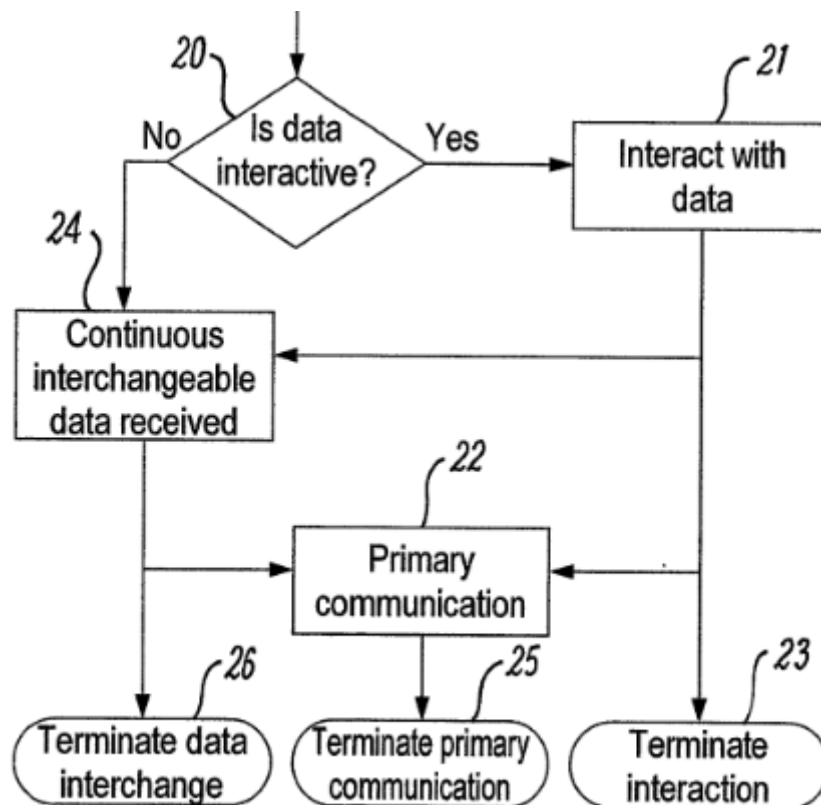 20
21
No
Is data
interactive?
Yes
Interact with
data
24
Continuous
interchangeable
data received
22
Primary
communication
26
25
23
Terminate data
interchange
Terminate primary
communication
Terminate
interaction